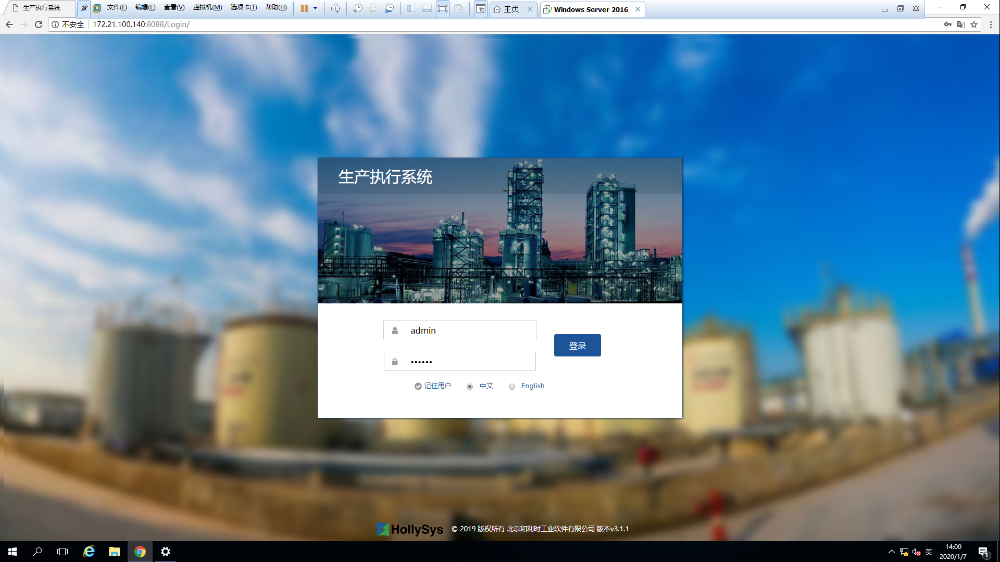 生产执行系统
文件(F) 编辑(E) 查看(V) 虚拟机(M) 选项卡(T) 帮助(H)
主页
Windows Server 2016
不安全 172.21.100.140:8088/Login/
生产执行系统
admin
••••••
登录
记住用户 中文 English
HollySys © 2019 版权所有 北京和利时工业软件有限公司 版本v3.1.1
英
14:00
2020/1/7
1